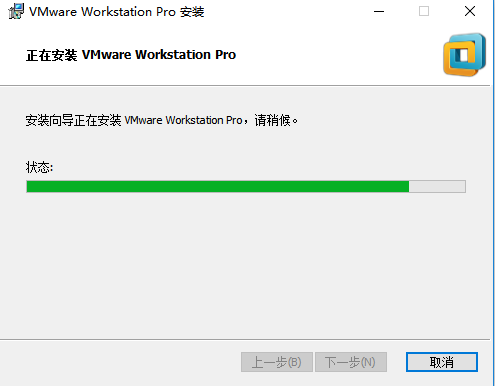 VMware Workstation Pro 安装
正在安装 VMware Workstation Pro
安装向导正在安装 VMware Workstation Pro，请稍候。
状态:
上一步(B)
下一步(N)
取消